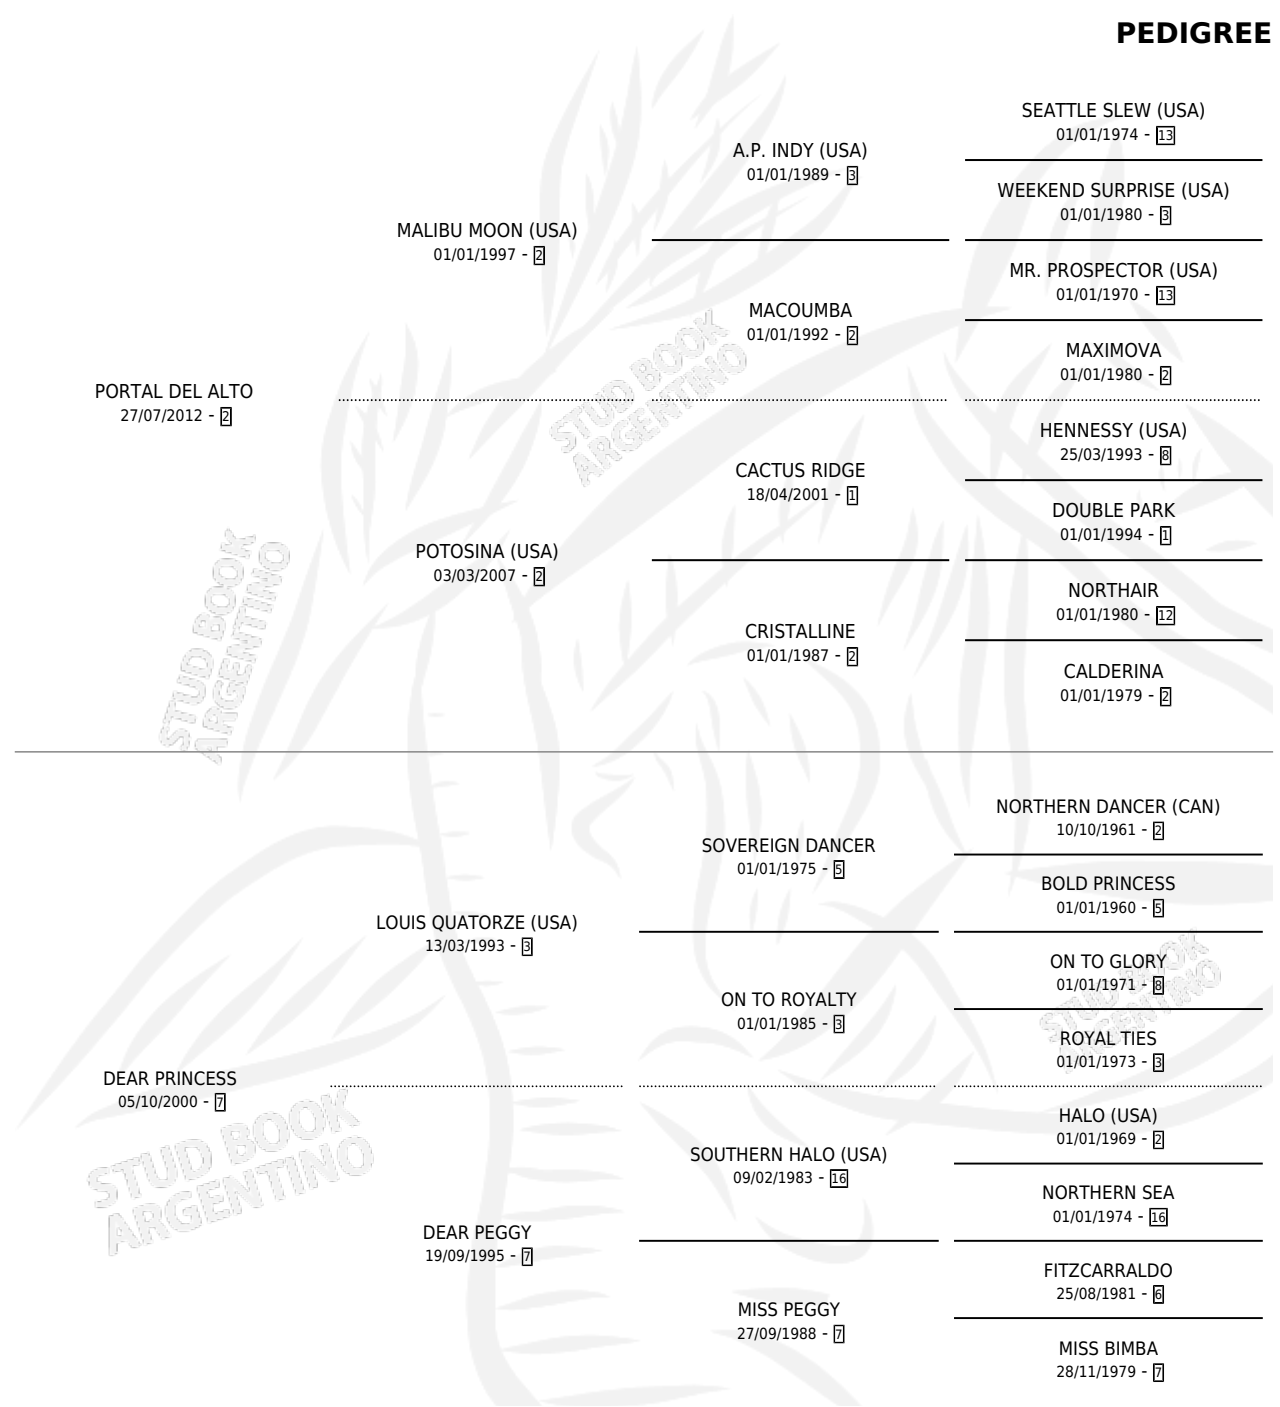 PEDIGREE
SEATTLE SLEW (USA)
01/01/1974 - 13
A.P. INDY (USA)
01/01/1989 - 3
WEEKEND SURPRISE (USA)
01/01/1980 - 3
MALIBU MOON (USA)
01/01/1997 - 2
MR. PROSPECTOR (USA)
01/01/1970 - 13
MACOUMBA
01/01/1992 - 2
MAXIMOVA
01/01/1980 - 2
PORTAL DEL ALTO
27/07/2012 - 2
STUD BOOK
ARGENTINO
HENNESSY (USA)
25/03/1993 - 8
CACTUS RIDGE
18/04/2001 - 1
DOUBLE PARK
01/01/1994 - 1
POTOSINA (USA)
03/03/2007 - 2
NORTHAIR
01/01/1980 - 12
CRISTALLINE
01/01/1987 - 2
CALDERINA
01/01/1979 - 2
STUD BOOK
ARGENTINO
NORTHERN DANCER (CAN)
10/10/1961 - 2
SOVEREIGN DANCER
01/01/1975 - 5
BOLD PRINCESS
01/01/1960 - 5
LOUIS QUATORZE (USA)
13/03/1993 - 3
ON TO GLORY
01/01/1971 - 8
ON TO ROYALTY
01/01/1985 - 3
ROYAL TIES
01/01/1973 - 3
STUD BOOK
ARGENTINO
DEAR PRINCESS
05/10/2000 - 7
HALO (USA)
01/01/1969 - 2
SOUTHERN HALO (USA)
09/02/1983 - 16
NORTHERN SEA
01/01/1974 - 16
STUD BOOK
ARGENTINO
DEAR PEGGY
19/09/1995 - 7
FITZCARRALDO
25/08/1981 - 6
MISS PEGGY
27/09/1988 - 7
MISS BIMBA
28/11/1979 - 7